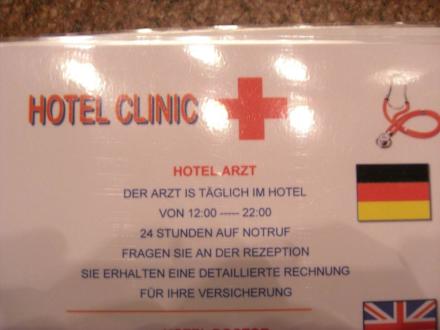 HOTEL CLINIC
HOTEL ARZT
DER ARZT IS TÄGLICH IM HOTEL
VON 12:00 ----- 22:00
24 STUNDEN AUF NOTRUF
FRAGEN SIE AN DER REZEPTION
SIE ERHALTEN EINE DETAILLIERTE RECHNUNG
FÜR IHRE VERSICHERUNG